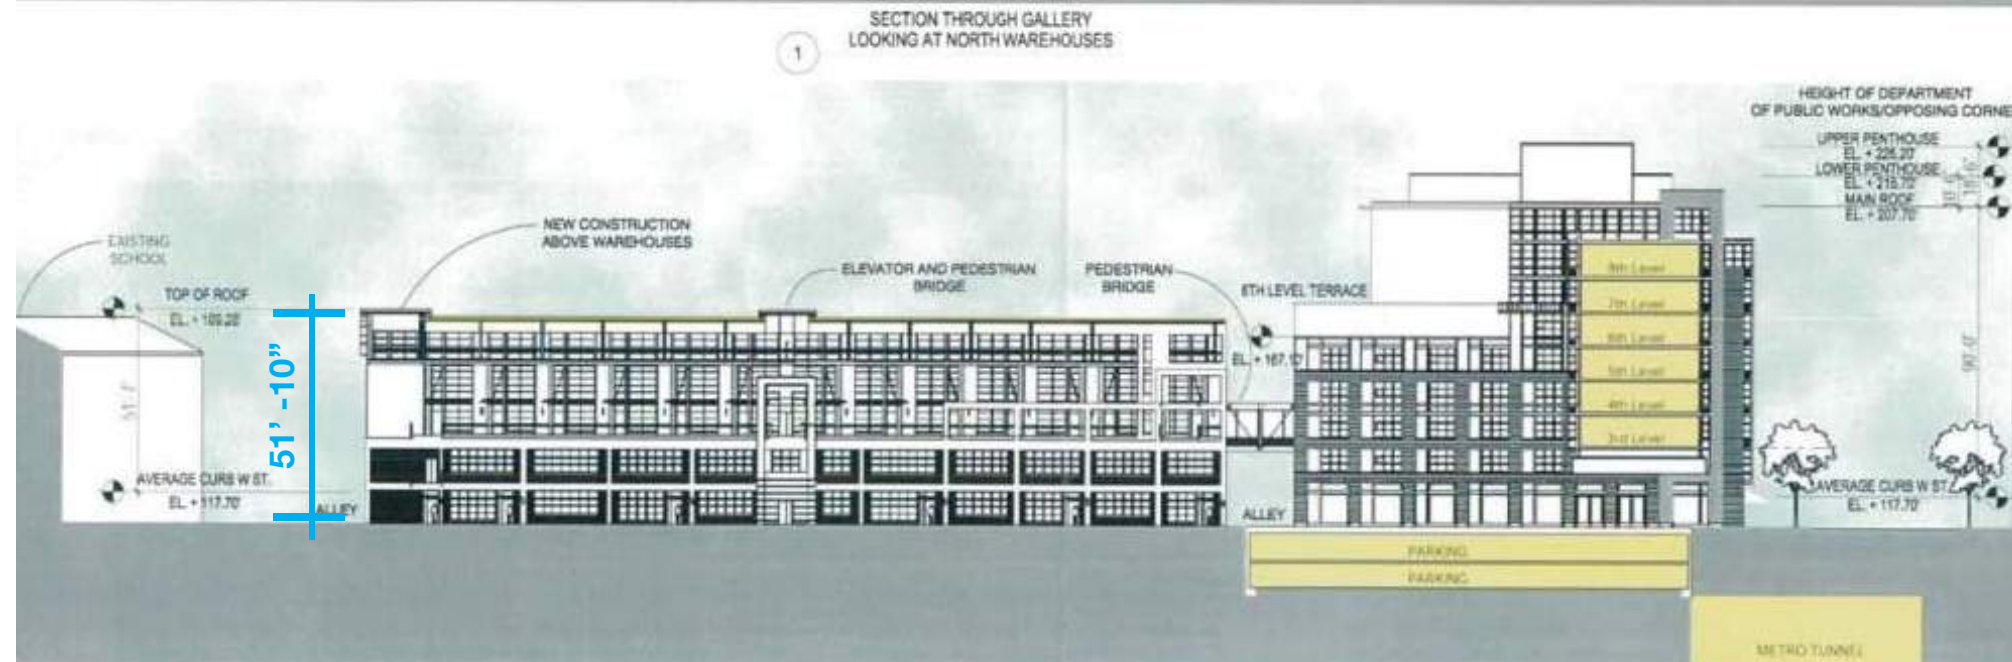 SECTION THROUGH GALLERY
LOOKING AT NORTH WAREHOUSES
1
HEIGHT OF DEPARTMENT
OF PUBLIC WORKS/OPPOSING CORNE
UPPER PENTHOUSE
LOWER PENTHOUSE
MAIN ROOF
EL. + 207.70'
EXISTING
SCHOOL
NEW CONSTRUCTION
ABOVE WAREHOUSES
ELEVATOR AND PEDESTRIAN
BRIDGE
PEDESTRIAN
BRIDGE
TOP OF ROOF
TERRACE
EL. + 167.10'
51' -10”
8th Level
7th Level
6th Level
5th Level
4th Level
3rd Level
AVERAGE CURB W ST.
EL. + 117.70'
ALLEY
ALLEY
AVERAGE CURB W ST.
EL. + 117.70'
PARKING
PARKING
METRO TUNNEL